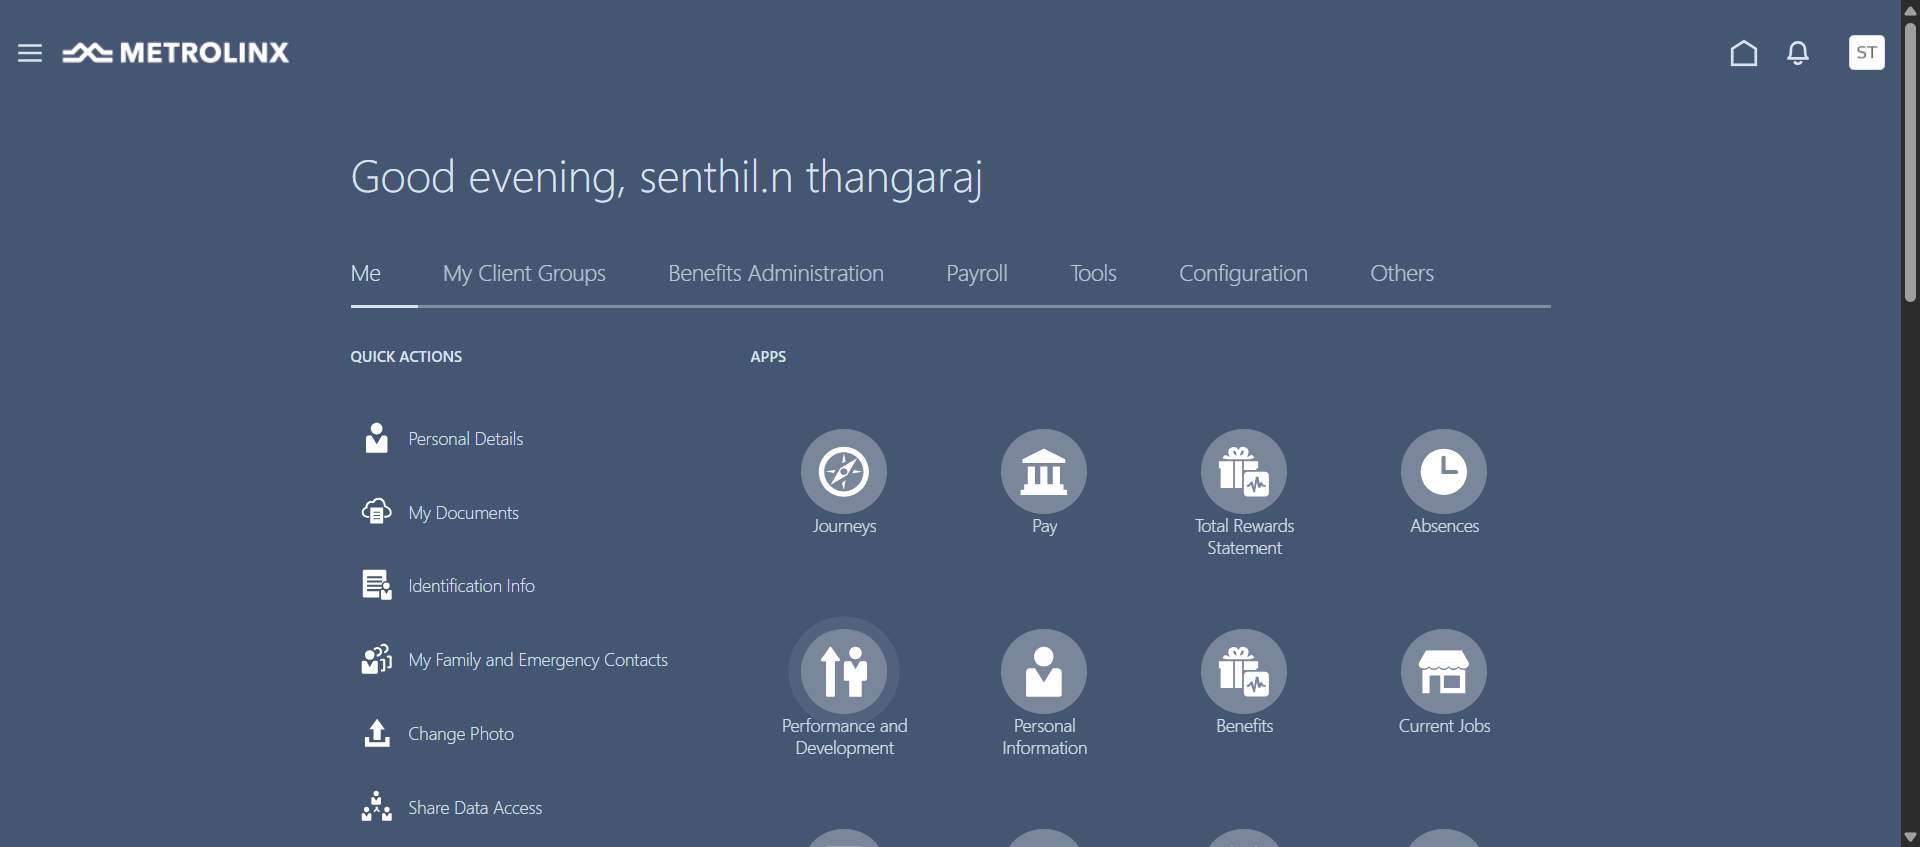 METROLINX
ST
Good evening, senthil.n thangaraj
Me
My Client Groups
Benefits Administration
Payroll
Tools
Configuration
Others
QUICK ACTIONS
Personal Details
My Documents
Identification Info
My Family and Emergency Contacts
Change Photo
Share Data Access
APPS
Journeys
Pay
Total Rewards
Statement
Absences
Performance and
Development
Personal
Information
Benefits
Current Jobs